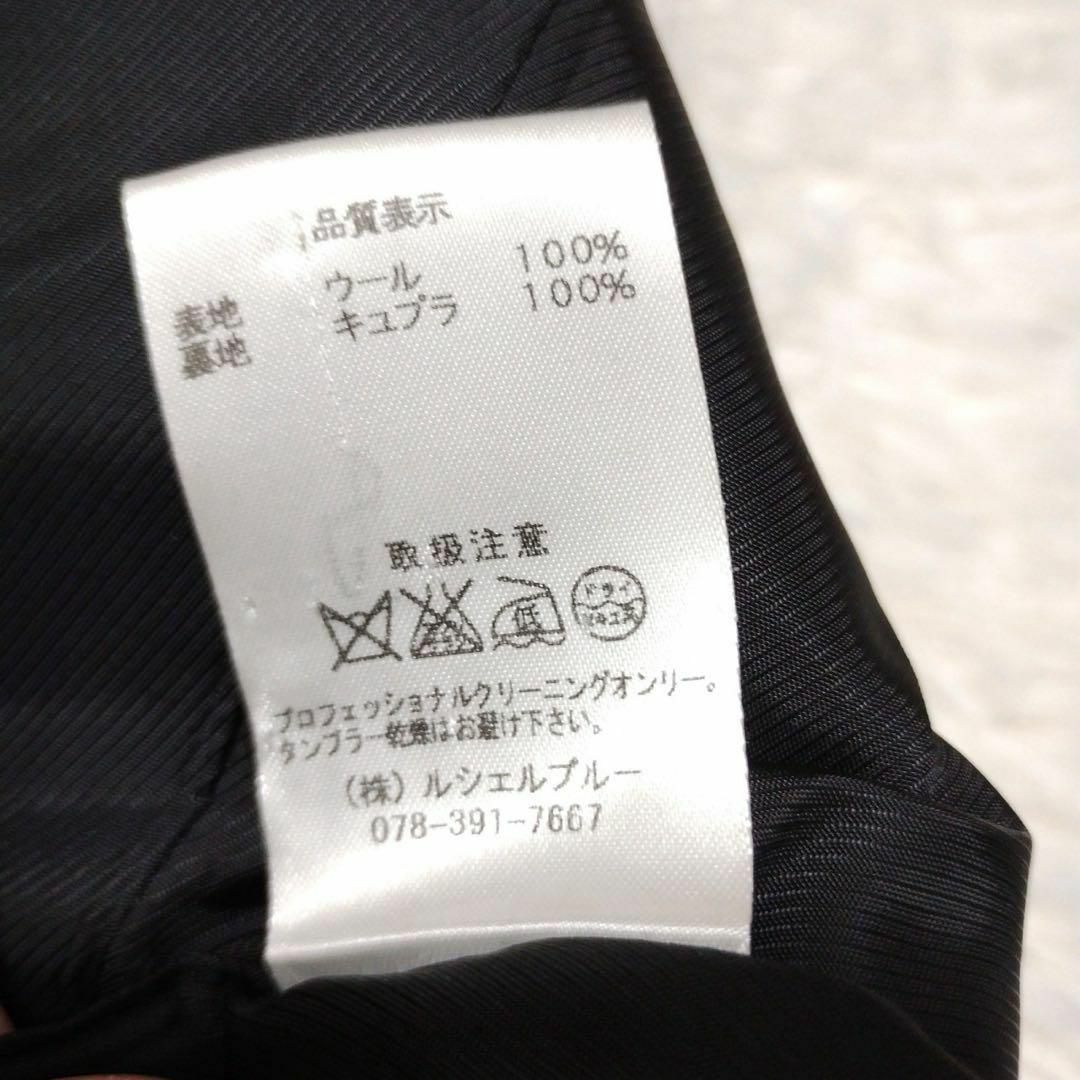 品質表示
表地 ウール 100%
裏地 キュプラ 100%
取扱注意
低 ドライ
プロフェッショナルクリーニングオンリー。
タンブラー乾燥はお避け下さい。
（株）ルシェルブルー
078-391-7667